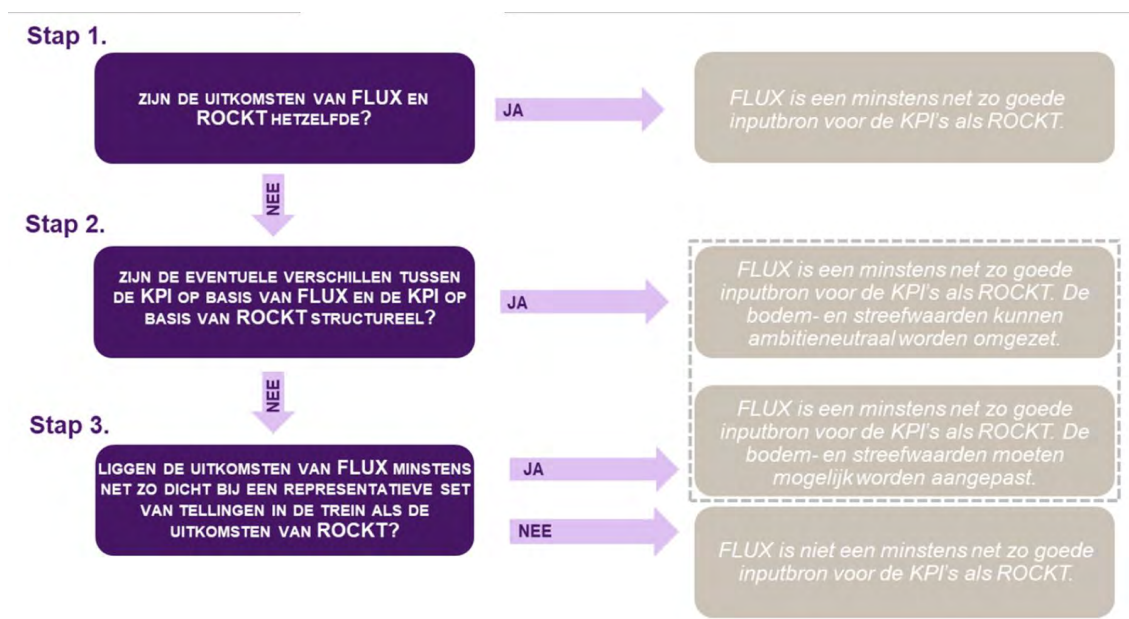 Stap 1.
ZIJN DE UITKOMSTEN VAN FLUX EN
ROCKT HETZELFDE?
JA
FLUX is een minstens net zo goede
inputbron voor de KPI's als ROCKT.
NEE
Stap 2.
ZIJN DE EVENTUELE VERSCHILLEN TUSSEN
DE KPI OP BASIS VAN FLUX EN DE KPI OP
BASIS VAN ROCKT STRUCTUREEL?
JA
FLUX is een minstens net zo goede
inputbron voor de KPI's als ROCKT. De
bodem- en streefwaarden kunnen
ambitieneutraal worden omgezet.
NEE
Stap 3.
LIGGEN DE UITKOMSTEN VAN FLUX MINSTENS
NET ZO DICHT BIJ EEN REPRESENTATIEVE SET
VAN TELLINGEN IN DE TREIN ALS DE
UITKOMSTEN VAN ROCKT?
JA
FLUX is een minstens net zo goede
inputbron voor de KPI's als ROCKT. De
bodem- en streefwaarden moeten
mogelijk worden aangepast.
NEE
FLUX is niet een minstens net zo goede
inputbron voor de KPI's als ROCKT.